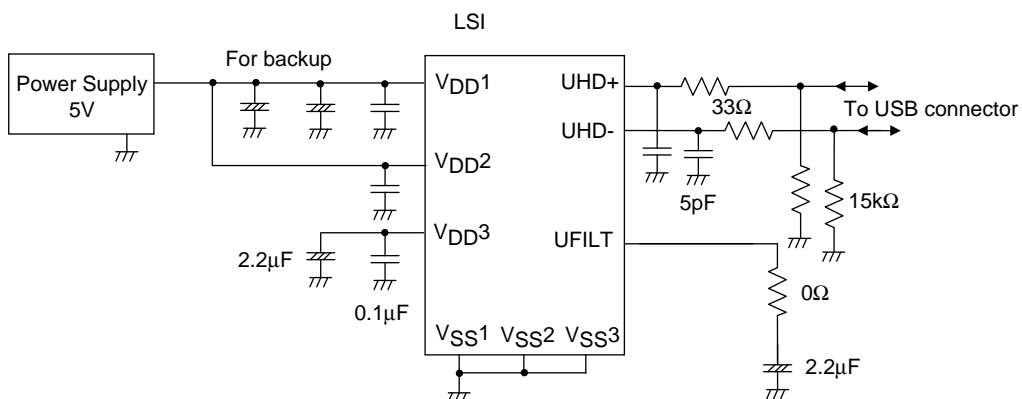 LSI
Power Supply
5V
For backup
VDD1
VDD2
VDD3
2.2μF
0.1μF
VSS1
VSS2
VSS3
UHD+
UHD-
UFILT
33Ω
To USB connector
5pF
15kΩ
0Ω
2.2μF